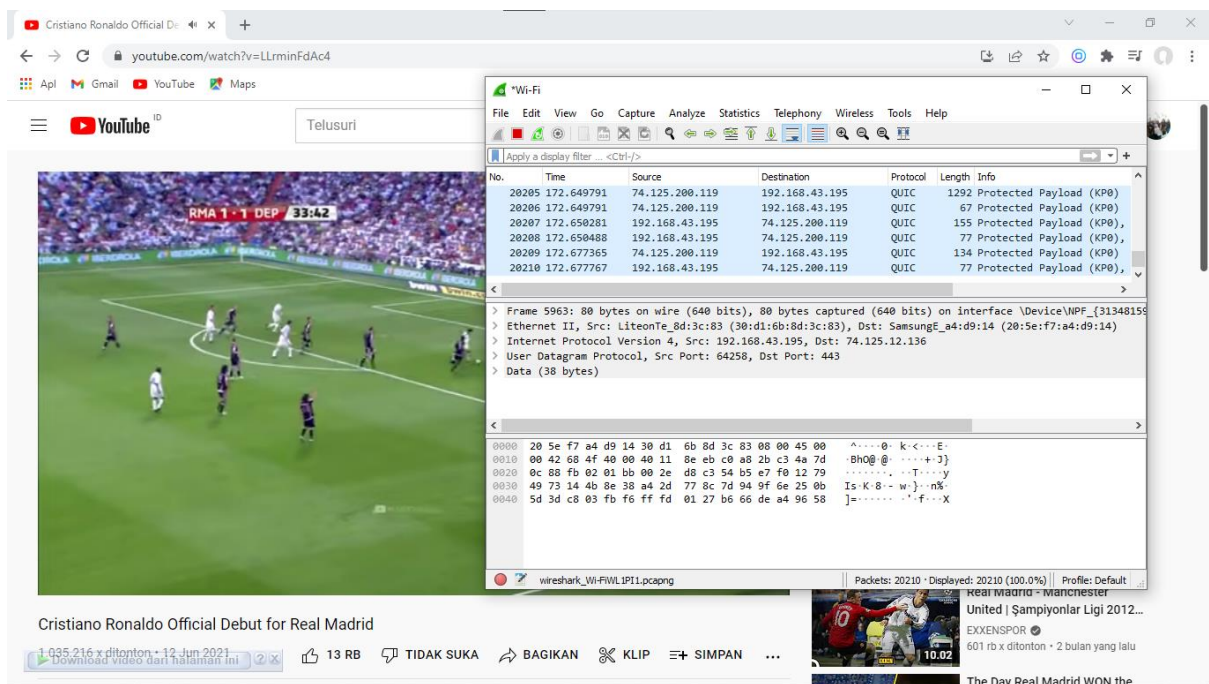 Cristiano Ronaldo Official De
youtube.com/watch?v=LLrminFdAc4
Apl Gmail YouTube Maps
YouTube ID
Telusuri
RMA 1 - 1 DEP 33:42
IBERDROLA
bwin
Cristiano Ronaldo Official Debut for Real Madrid
1.035.216 x ditonton • 12 Jun 2021
Download video dari halaman ini ? X
13 RB TIDAK SUKA BAGIKAN KLIP SIMPAN ...
*Wi-Fi
File Edit View Go Capture Analyze Statistics Telephony Wireless Tools Help
Apply a display filter ... <Ctrl-/>
No. Time Source Destination Protocol Length Info
20205 172.649791 74.125.200.119 192.168.43.195 QUIC 1292 Protected Payload (KP0)
20206 172.649791 74.125.200.119 192.168.43.195 QUIC 67 Protected Payload (KP0)
20207 172.650281 192.168.43.195 74.125.200.119 QUIC 155 Protected Payload (KP0),
20208 172.650488 192.168.43.195 74.125.200.119 QUIC 77 Protected Payload (KP0),
20209 172.677365 74.125.200.119 192.168.43.195 QUIC 134 Protected Payload (KP0)
20210 172.677767 192.168.43.195 74.125.200.119 QUIC 77 Protected Payload (KP0),
> Frame 5963: 80 bytes on wire (640 bits), 80 bytes captured (640 bits) on interface \Device\NPF_{31348159
> Ethernet II, Src: LiteonTe_8d:3c:83 (30:d1:6b:8d:3c:83), Dst: SamsungE_a4:d9:14 (20:5e:f7:a4:d9:14)
> Internet Protocol Version 4, Src: 192.168.43.195, Dst: 74.125.12.136
> User Datagram Protocol, Src Port: 64258, Dst Port: 443
> Data (38 bytes)
0000 20 5e f7 a4 d9 14 30 d1 6b 8d 3c 83 08 00 45 00 ^····0· k·<···E·
0010 00 42 68 4f 40 00 40 11 8e eb c0 a8 2b c3 4a 7d ·BhO@·@· ····+·J}
0020 0c 88 fb 02 01 bb 00 2e d8 c3 54 b5 e7 f0 12 79 ·······. ··T····y
0030 49 73 14 4b 8e 38 a4 2d 77 8c 7d 94 9f 6e 25 0b Is·K·8·- w·}··n%·
0040 5d 3d c8 03 fb f6 ff fd 01 27 b6 66 de a4 96 58 ]=······ ·'·f···X
wireshark_Wi-FiWL1PI1.pcapng Packets: 20210 · Displayed: 20210 (100.0%) Profile: Default
Real Madrid - Manchester
United | Şampiyonlar Ligi 2012...
EXXENSPOR
601 rb x ditonton • 2 bulan yang lalu
10.02
The Day Real Madrid WON the